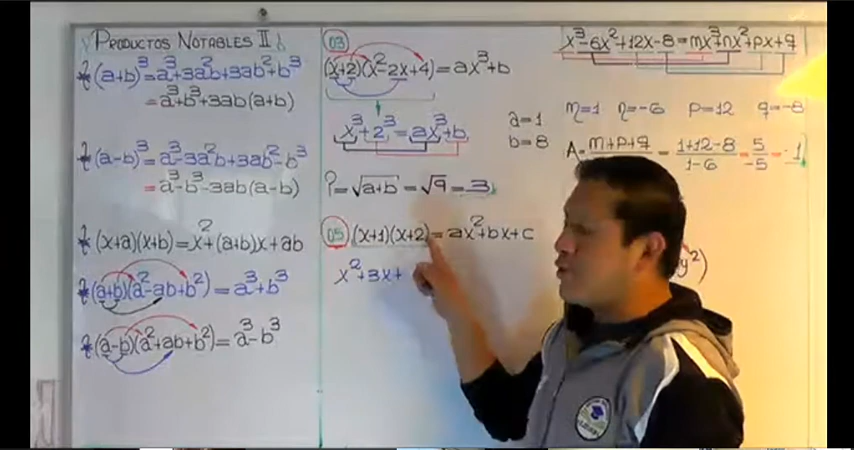 PRODUCTOS NOTABLES II
* (a+b)³=a³+3a²b+3ab²+b³
=a³+b³+3ab(a+b)
* (a-b)³=a³-3a²b+3ab²-b³
=a³-b³-3ab(a-b)
* (x+a)(x+b)=x²+(a+b)x+ab
* (a+b)(a²-ab+b²)=a³+b³
* (a-b)(a²+ab+b²)=a³-b³
03
(x+2)(x²-2x+4)=ax³+b
x³+2³=ax³+b
a=1
b=8
P=√a+b=√9=3
05 (x+1)(x+2)=ax²+bx+c
x²+3x+
x³-6x²+12x-8=mx³+nx²+px+q
m=1 n=-6 p=12 q=-8
A=m+p+q =1+12-8=5=-1
1-6 -5
y²)